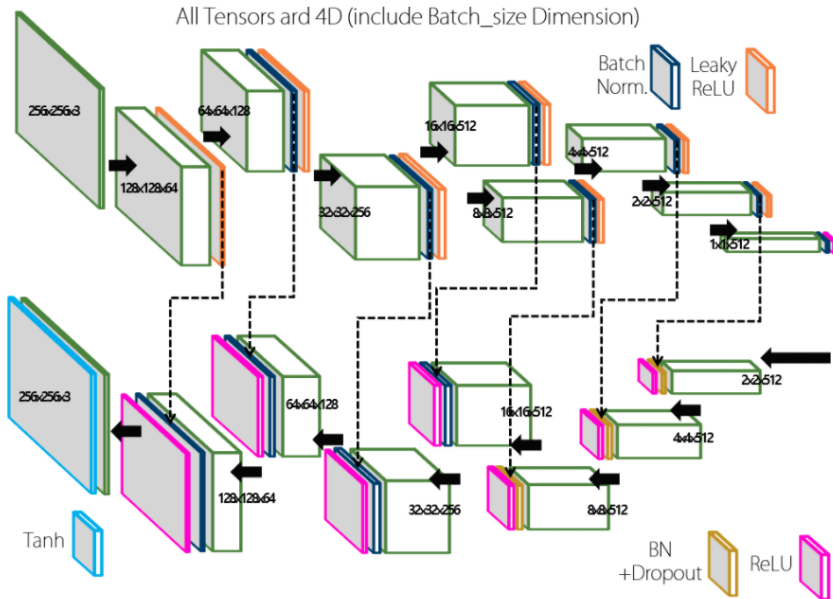 All Tensors ard 4D (include Batch_size Dimension)
Batch
Norm.
Leaky
ReLU
256x256x3
128x128x64
64x64x128
32x32x256
16x16x512
8x8x512
4x4x512
2x2x512
1x1x512
256x256x3
128x128x64
64x64x128
32x32x256
16x16x512
8x8x512
4x4x512
2x2x512
Tanh
BN
+Dropout
ReLU